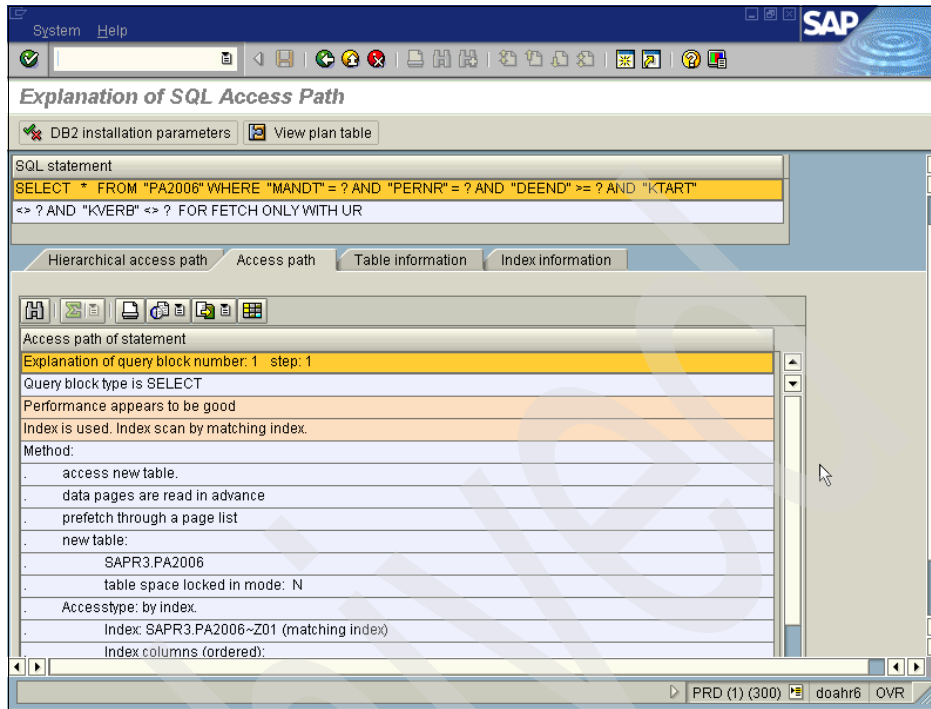 System Help
SAP
Explanation of SQL Access Path
DB2 installation parameters View plan table
SQL statement
SELECT * FROM "PA2006" WHERE "MANDT" = ? AND "PERNR" = ? AND "DEEND" >= ? AND "KTART"
<> ? AND "KVERB" <> ? FOR FETCH ONLY WITH UR
Hierarchical access path Access path Table information Index information
Access path of statement
Explanation of query block number: 1 step: 1
Query block type is SELECT
Performance appears to be good
Index is used. Index scan by matching index.
Method:
. access new table.
. data pages are read in advance
. prefetch through a page list
. new table:
. SAPR3.PA2006
. table space locked in mode: N
. Accesstype: by index.
. Index: SAPR3.PA2006~Z01 (matching index)
. Index columns (ordered):
PRD (1) (300) doahr6 OVR